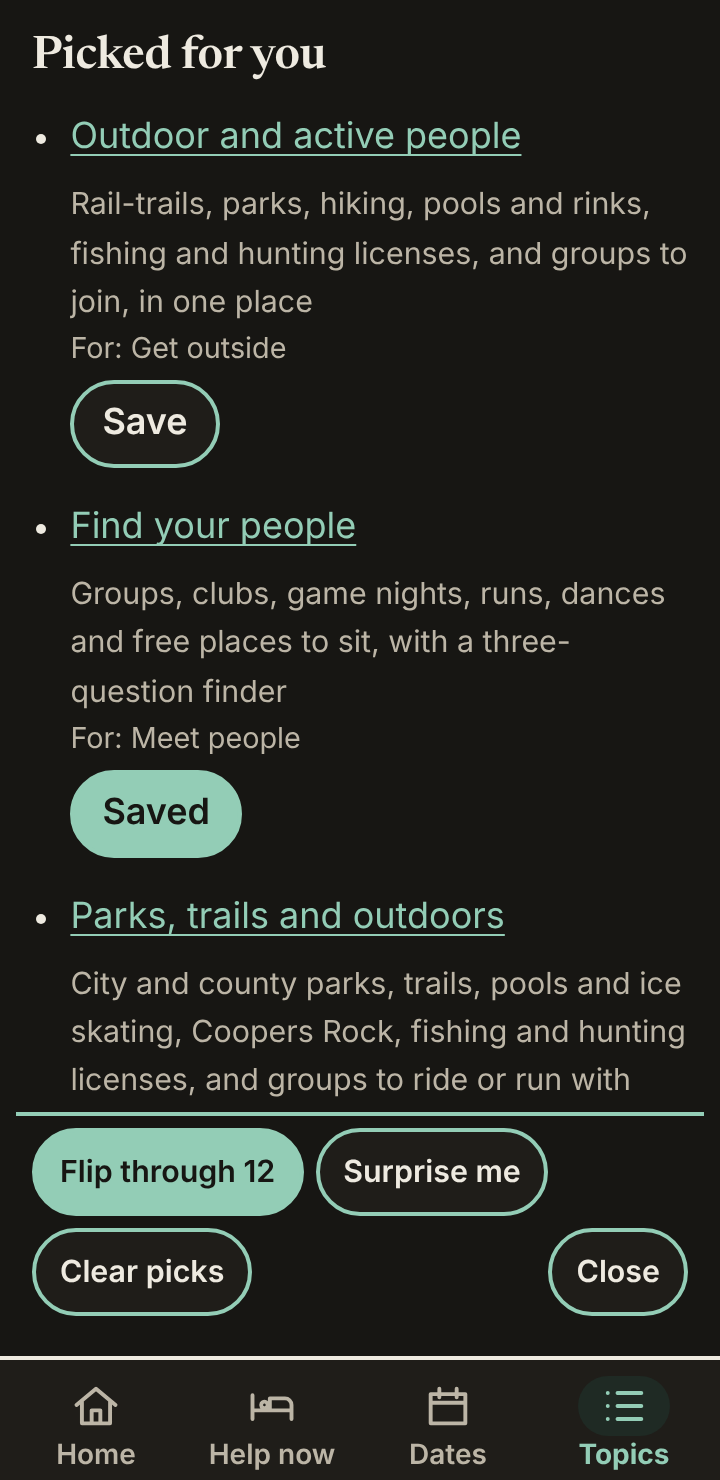 Picked for you
Outdoor and active people
Rail-trails, parks, hiking, pools and rinks,
fishing and hunting licenses, and groups to
join, in one place
For: Get outside
Save
Find your people
Groups, clubs, game nights, runs, dances
and free places to sit, with a three-
question finder
For: Meet people
Saved
Parks, trails and outdoors
City and county parks, trails, pools and ice
skating, Coopers Rock, fishing and hunting
licenses, and groups to ride or run with
Flip through 12
Surprise me
Clear picks
Close
Home
Help now
Dates
Topics